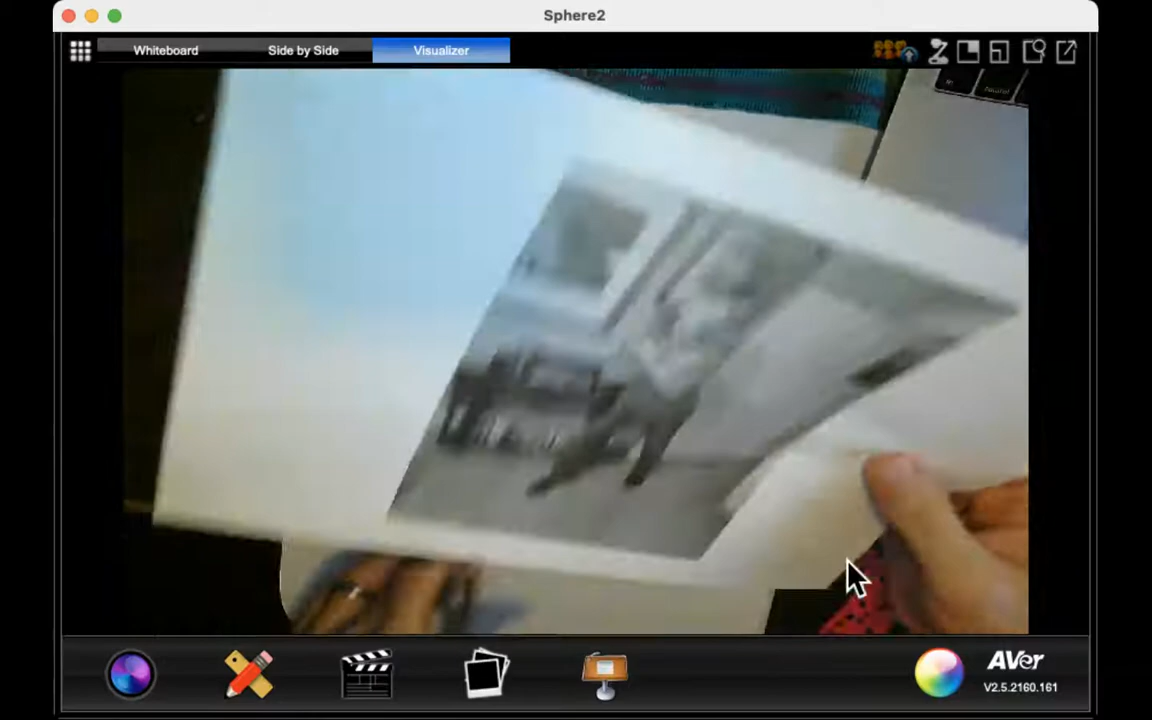 Sphere2
Whiteboard
Side by Side
Visualizer
AVer
V2.5.2160.161